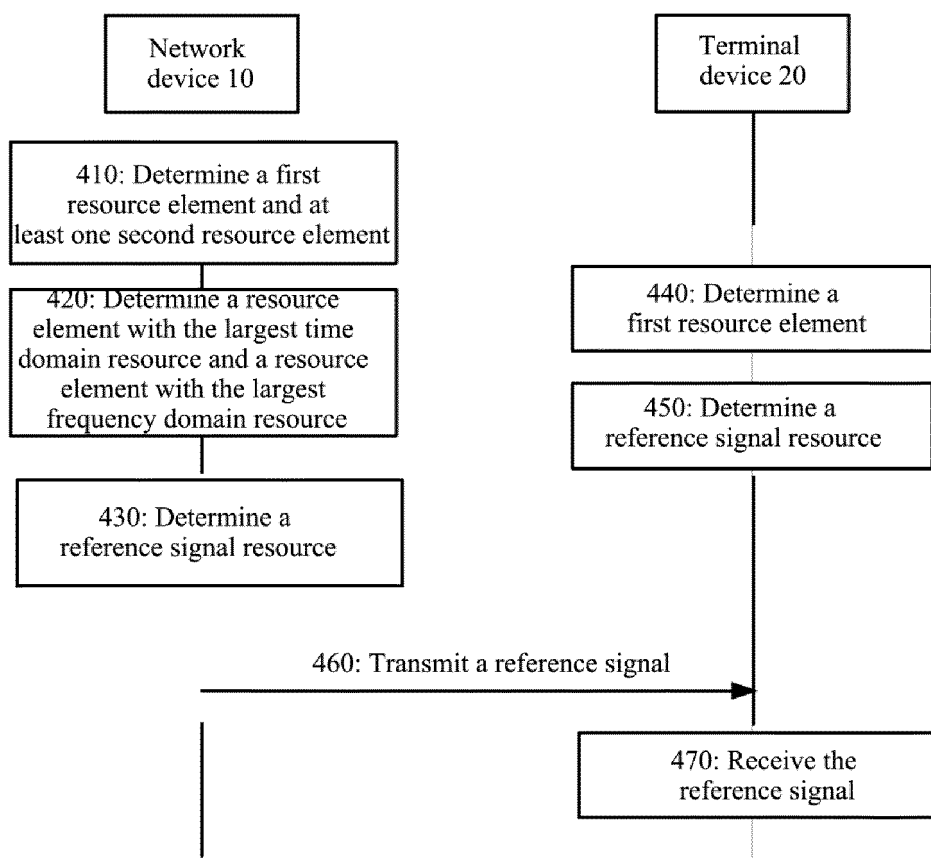 Network
device 10
Terminal
device 20
410: Determine a first
resource element and at
least one second resource element
420: Determine a resource
element with the largest time
domain resource and a resource
element with the largest
frequency domain resource
440: Determine a
first resource element
450: Determine a
reference signal resource
430: Determine a
reference signal resource
460: Transmit a reference signal
470: Receive the
reference signal